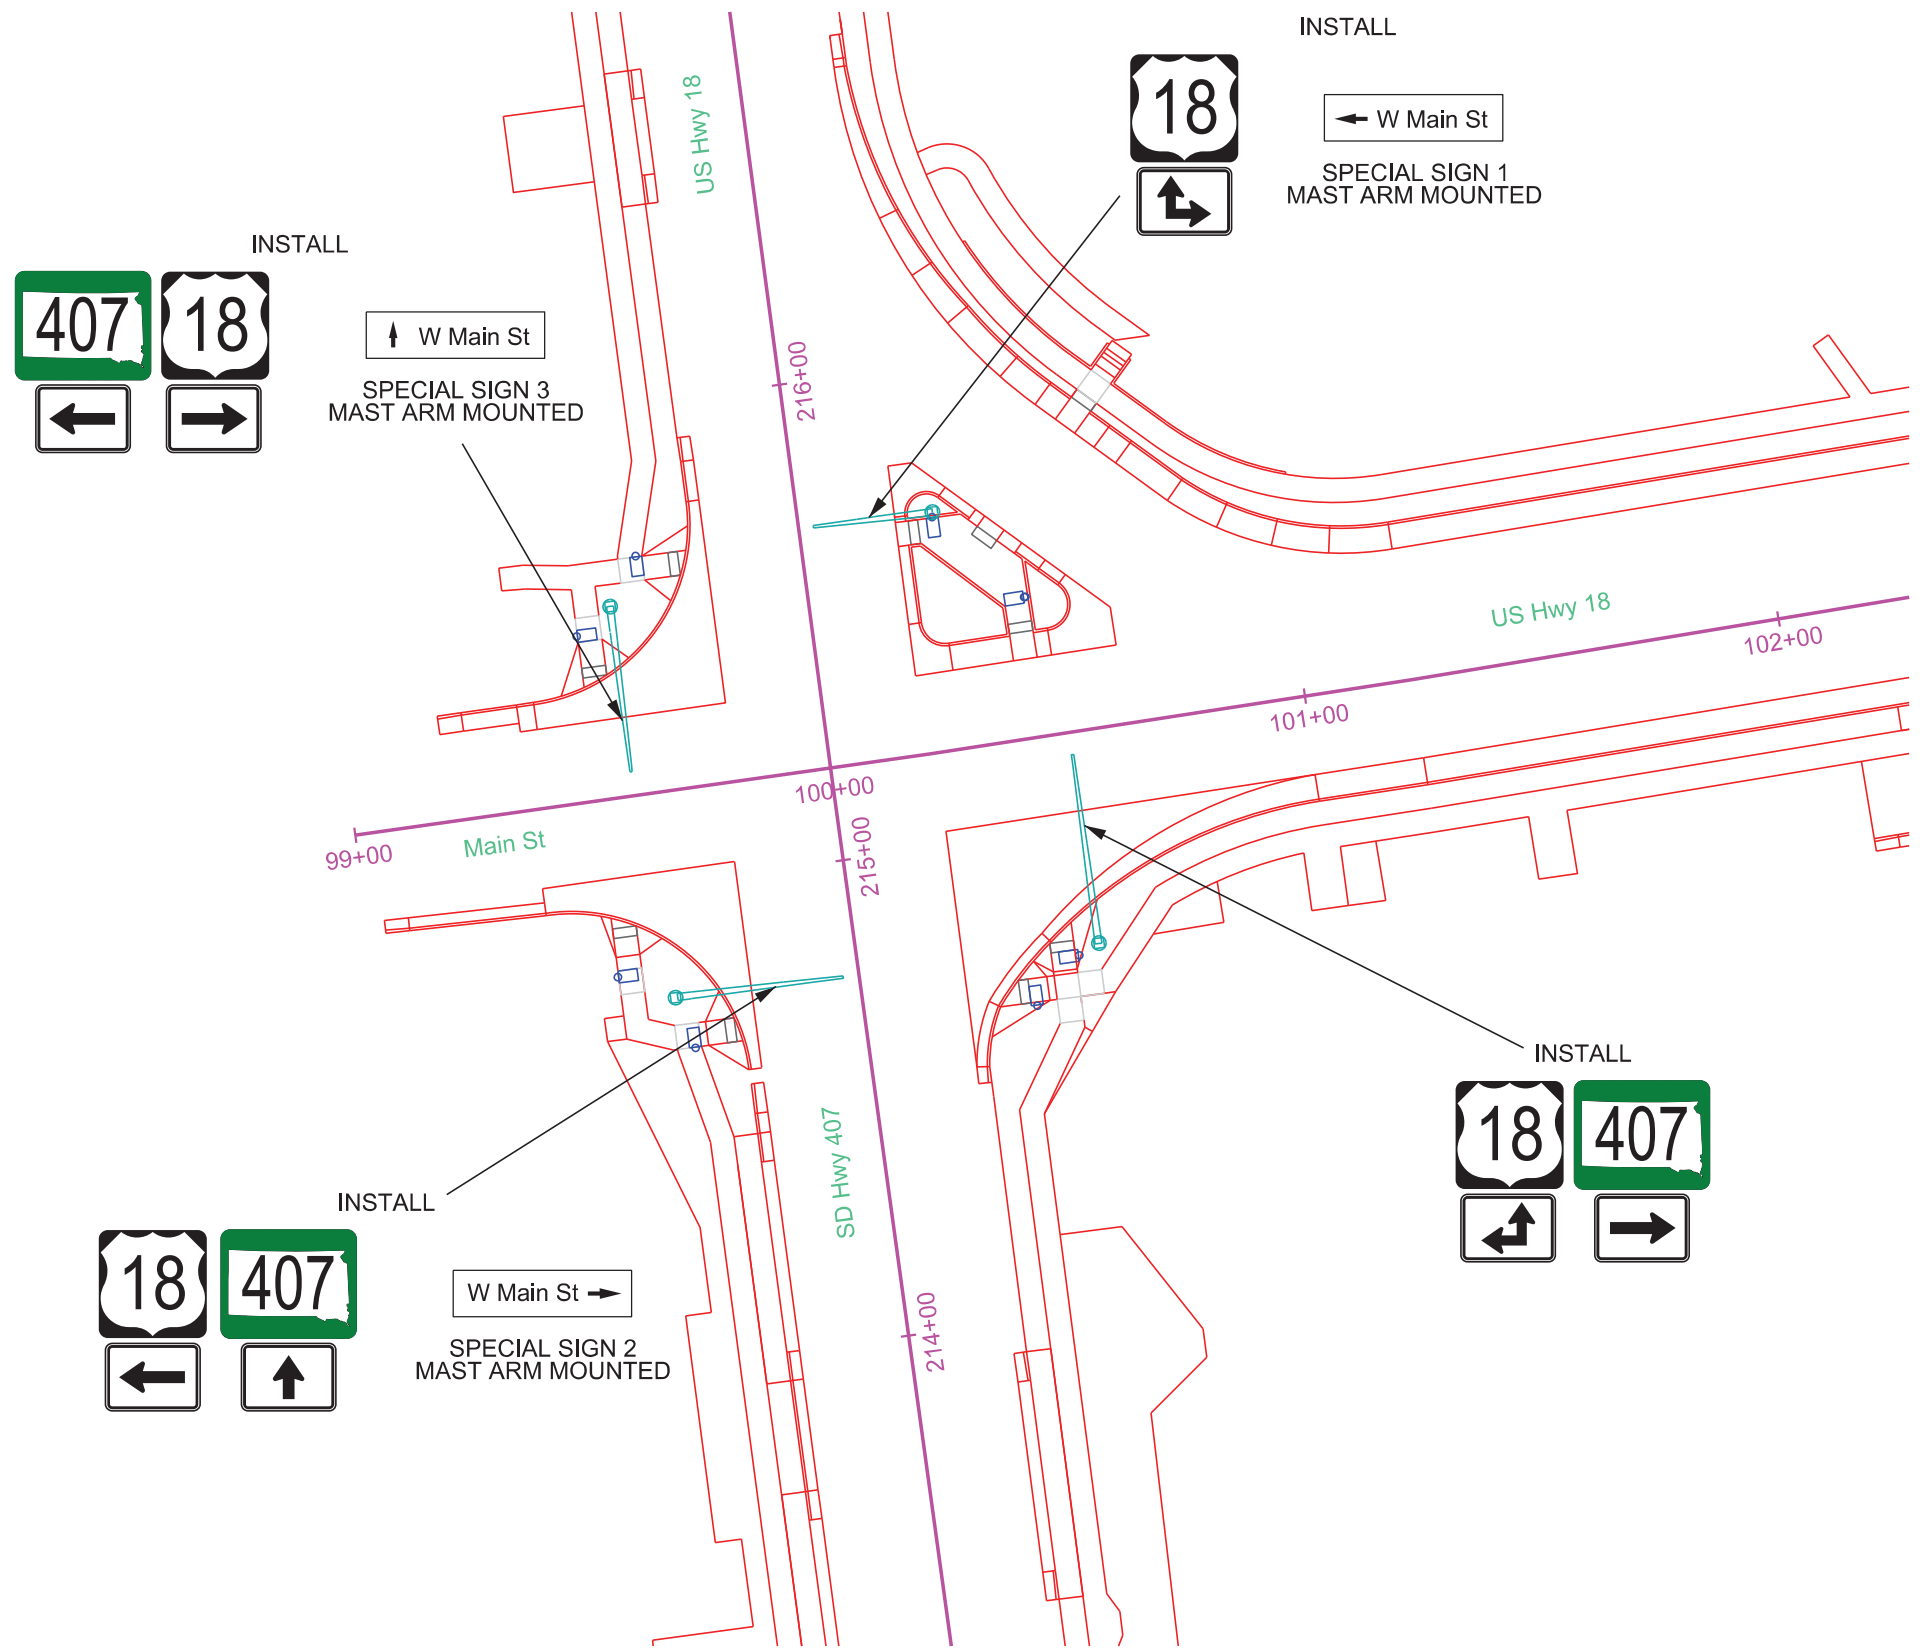 INSTALL
18
W Main St
SPECIAL SIGN 1
MAST ARM MOUNTED
US Hwy 18
INSTALL
407
18
W Main St
SPECIAL SIGN 3
MAST ARM MOUNTED
216+00
US Hwy 18
102+00
101+00
100+00
99+00
Main St
215+00
INSTALL
18
407
SD Hwy 407
INSTALL
18
407
W Main St
SPECIAL SIGN 2
MAST ARM MOUNTED
214+00